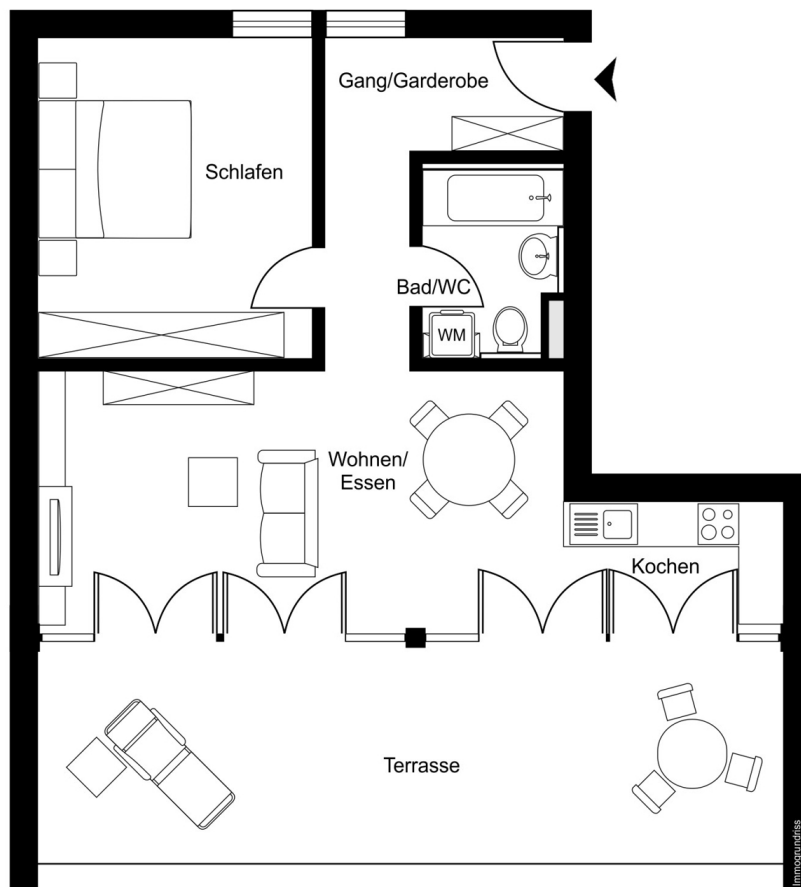 Gang/Garderobe
Schlafen
Bad/WC
WM
Wohnen/
Essen
Kochen
Terrasse
Immogrundriss